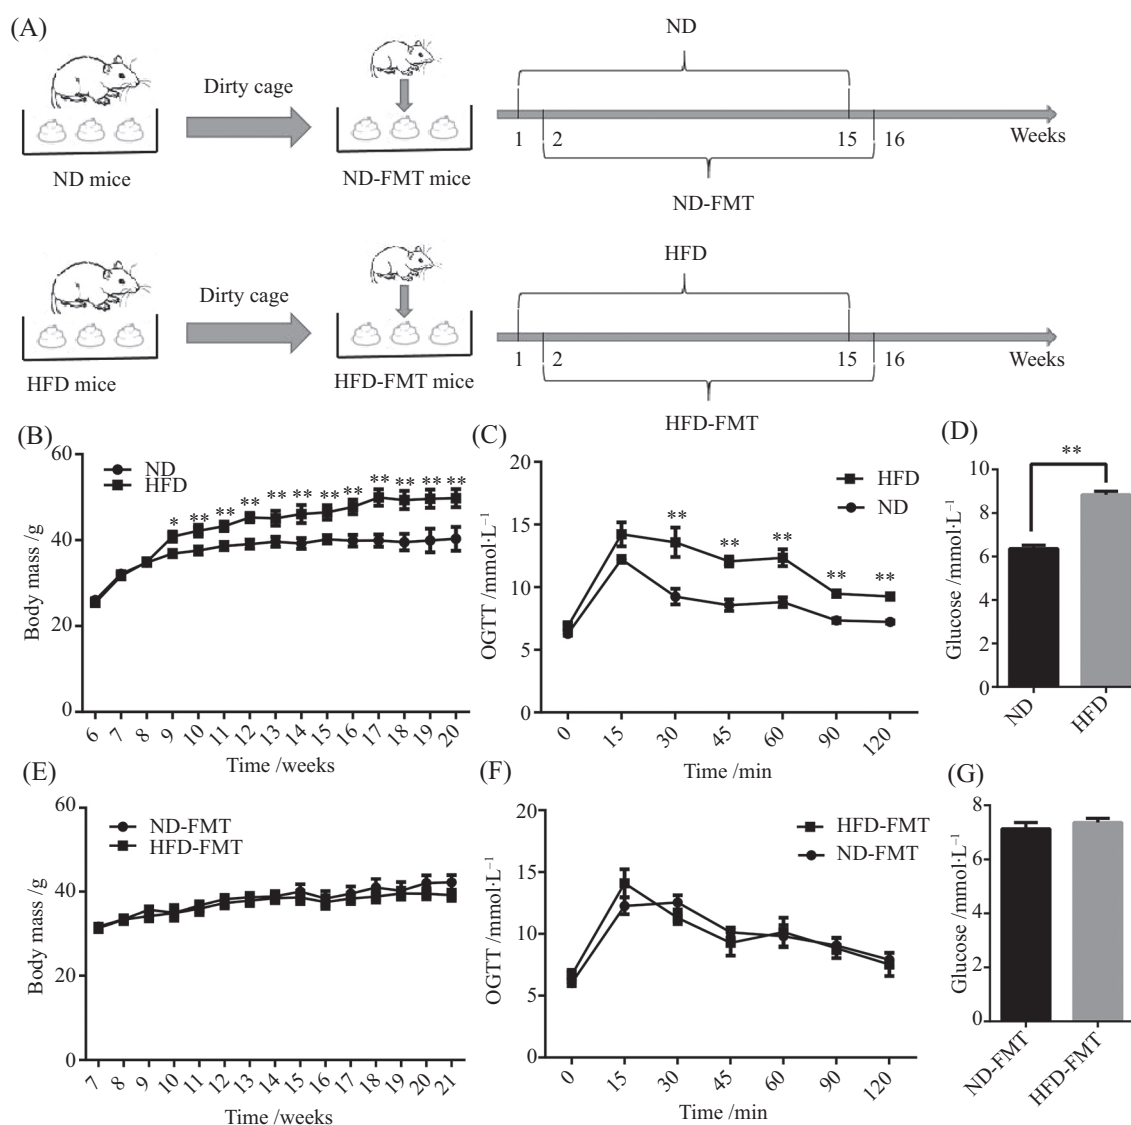 (A)
ND
Dirty cage
1 2 15 16 Weeks
ND mice
ND-FMT mice
ND-FMT
HFD
Dirty cage
1 2 15 16 Weeks
HFD mice
HFD-FMT mice
HFD-FMT
(B)
60
40
20
0
Body mass /g
ND
HFD
* ** ** ** ** ** ** ** ** ** ** **
6 7 8 9 10 11 12 13 14 15 16 17 18 19 20
Time /weeks
(C)
20
15
10
5
0
OGTT /mmol·L⁻¹
HFD
ND
** ** ** ** **
0 15 30 45 60 90 120
Time /min
(D)
10
8
6
4
2
0
Glucose /mmol·L⁻¹
**
ND HFD
(E)
60
40
20
0
Body mass /g
ND-FMT
HFD-FMT
7 8 9 10 11 12 13 14 15 16 17 18 19 20 21
Time /weeks
(F)
20
15
10
5
0
OGTT /mmol·L⁻¹
HFD-FMT
ND-FMT
0 15 30 45 60 90 120
Time /min
(G)
8
6
4
2
0
Glucose /mmol·L⁻¹
ND-FMT HFD-FMT